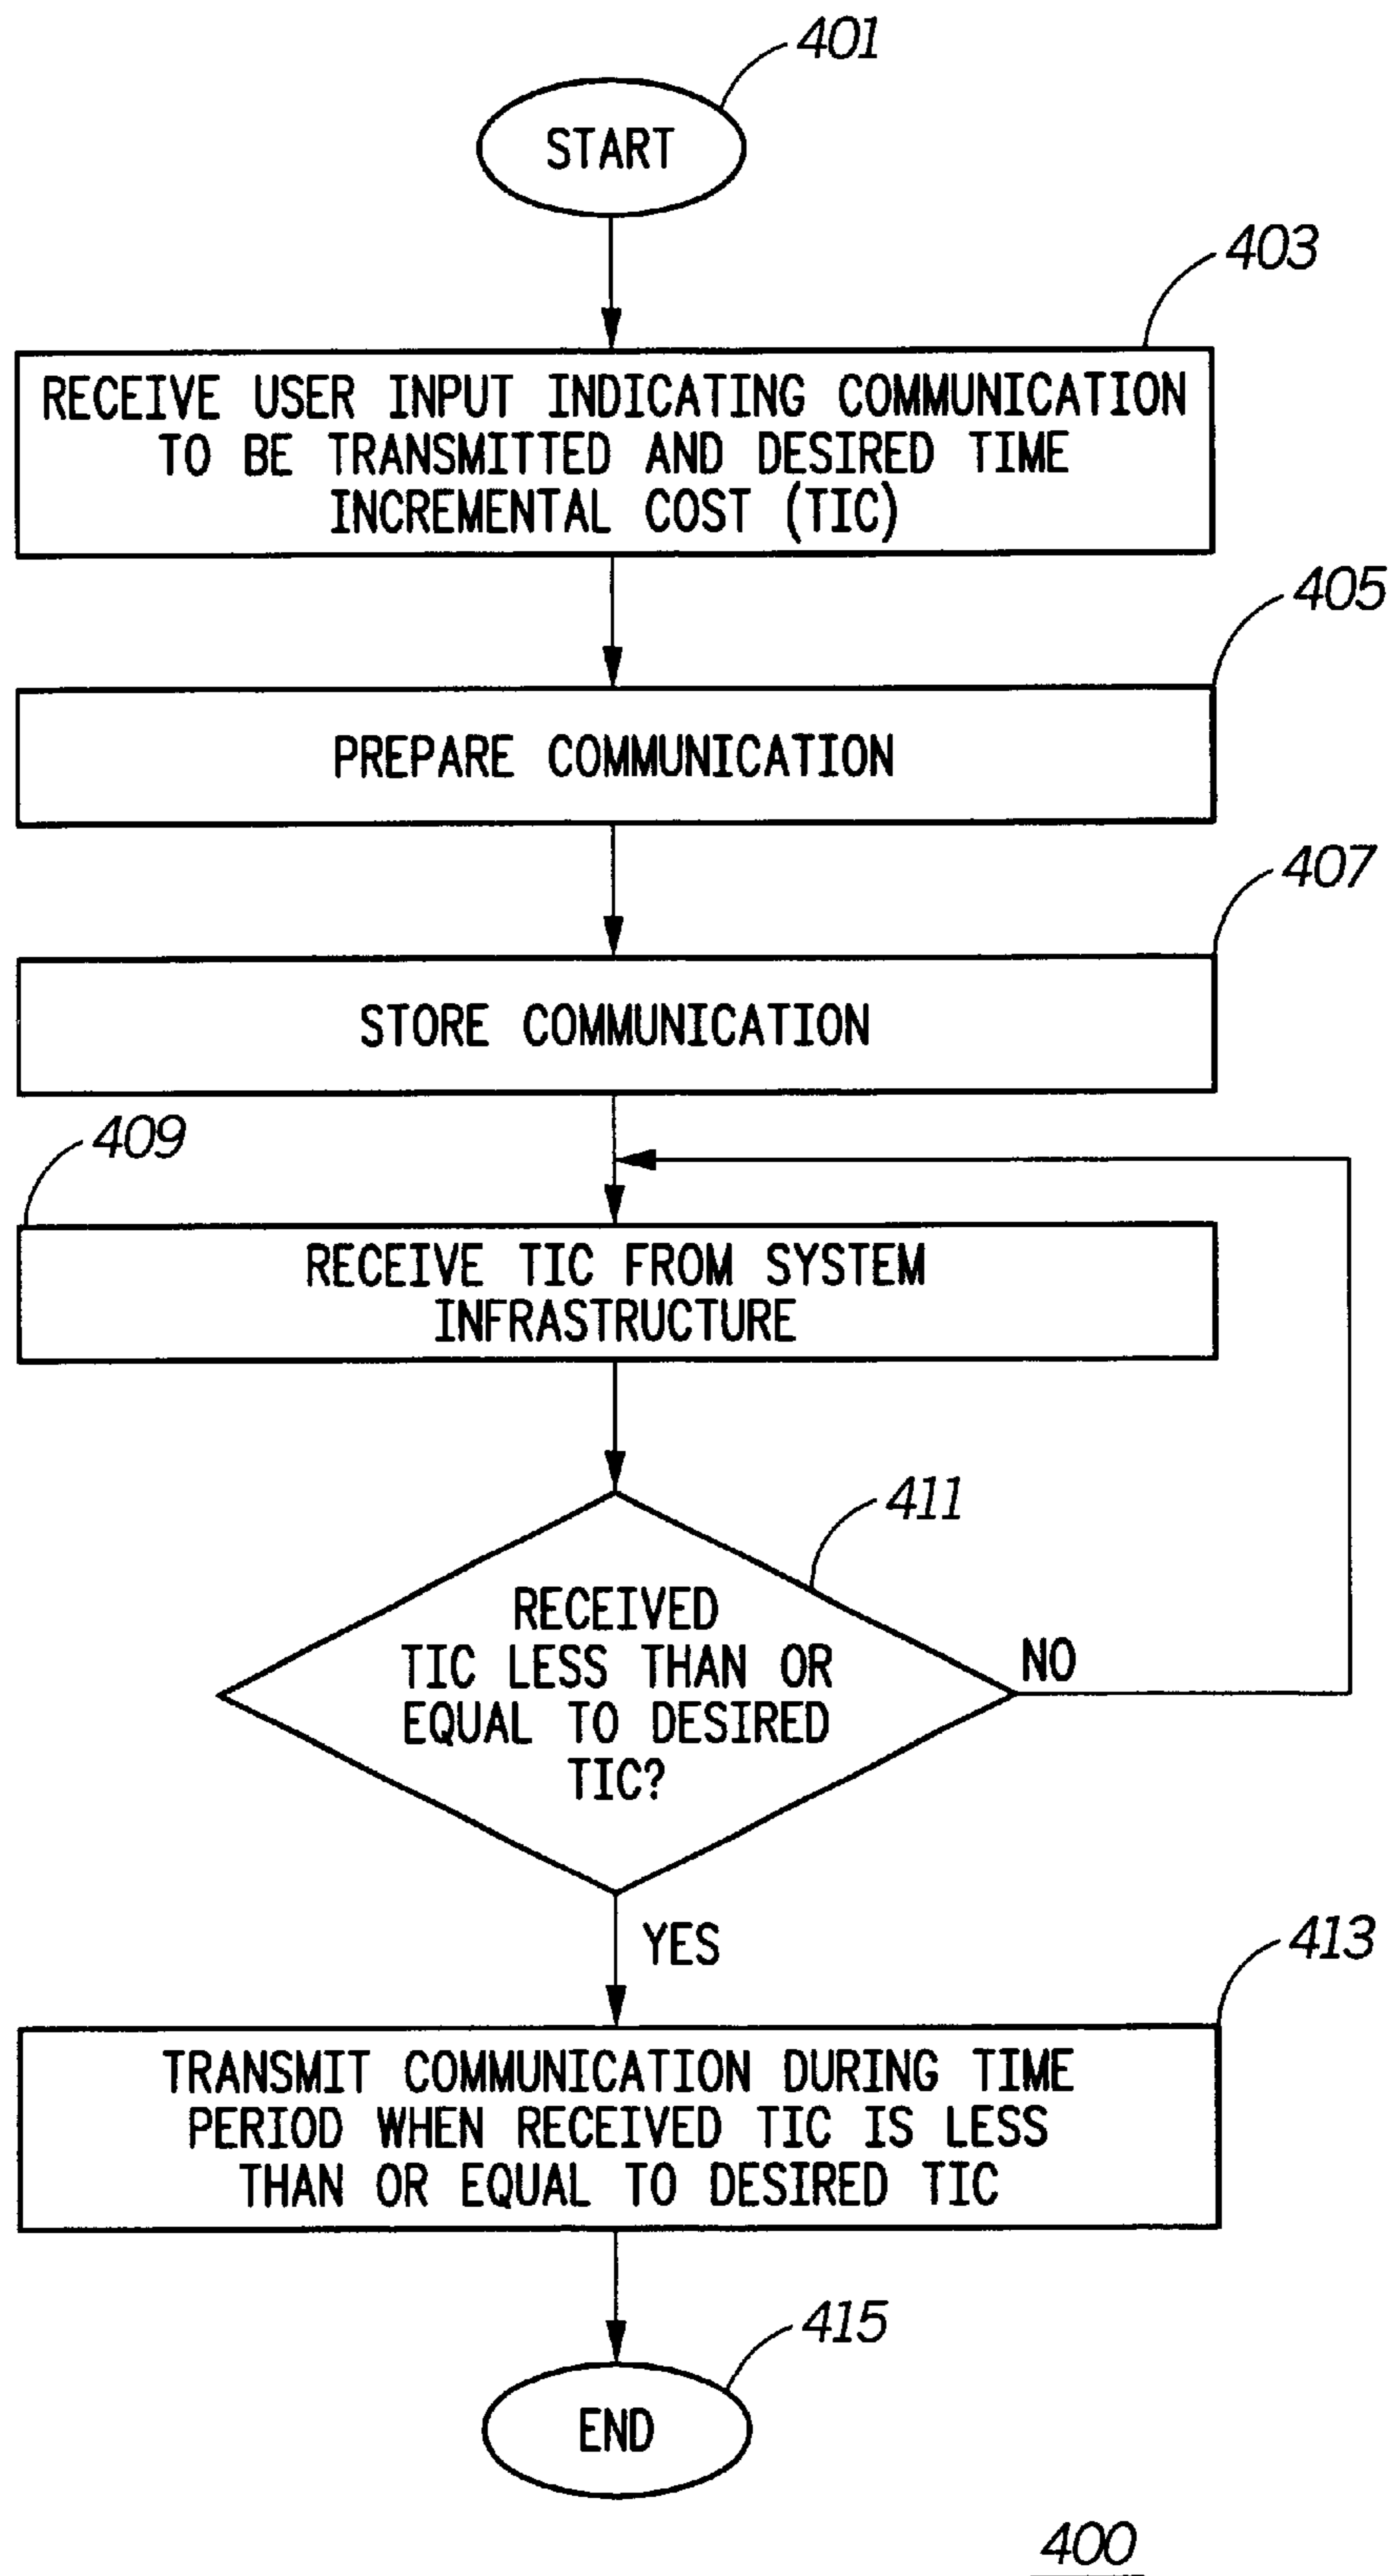 401
START
403
RECEIVE USER INPUT INDICATING COMMUNICATION
TO BE TRANSMITTED AND DESIRED TIME
INCREMENTAL COST (TIC)
405
PREPARE COMMUNICATION
407
STORE COMMUNICATION
409
RECEIVE TIC FROM SYSTEM
INFRASTRUCTURE
411
RECEIVED
TIC LESS THAN OR
EQUAL TO DESIRED
TIC?
NO
YES
413
TRANSMIT COMMUNICATION DURING TIME
PERIOD WHEN RECEIVED TIC IS LESS
THAN OR EQUAL TO DESIRED TIC
415
END
400